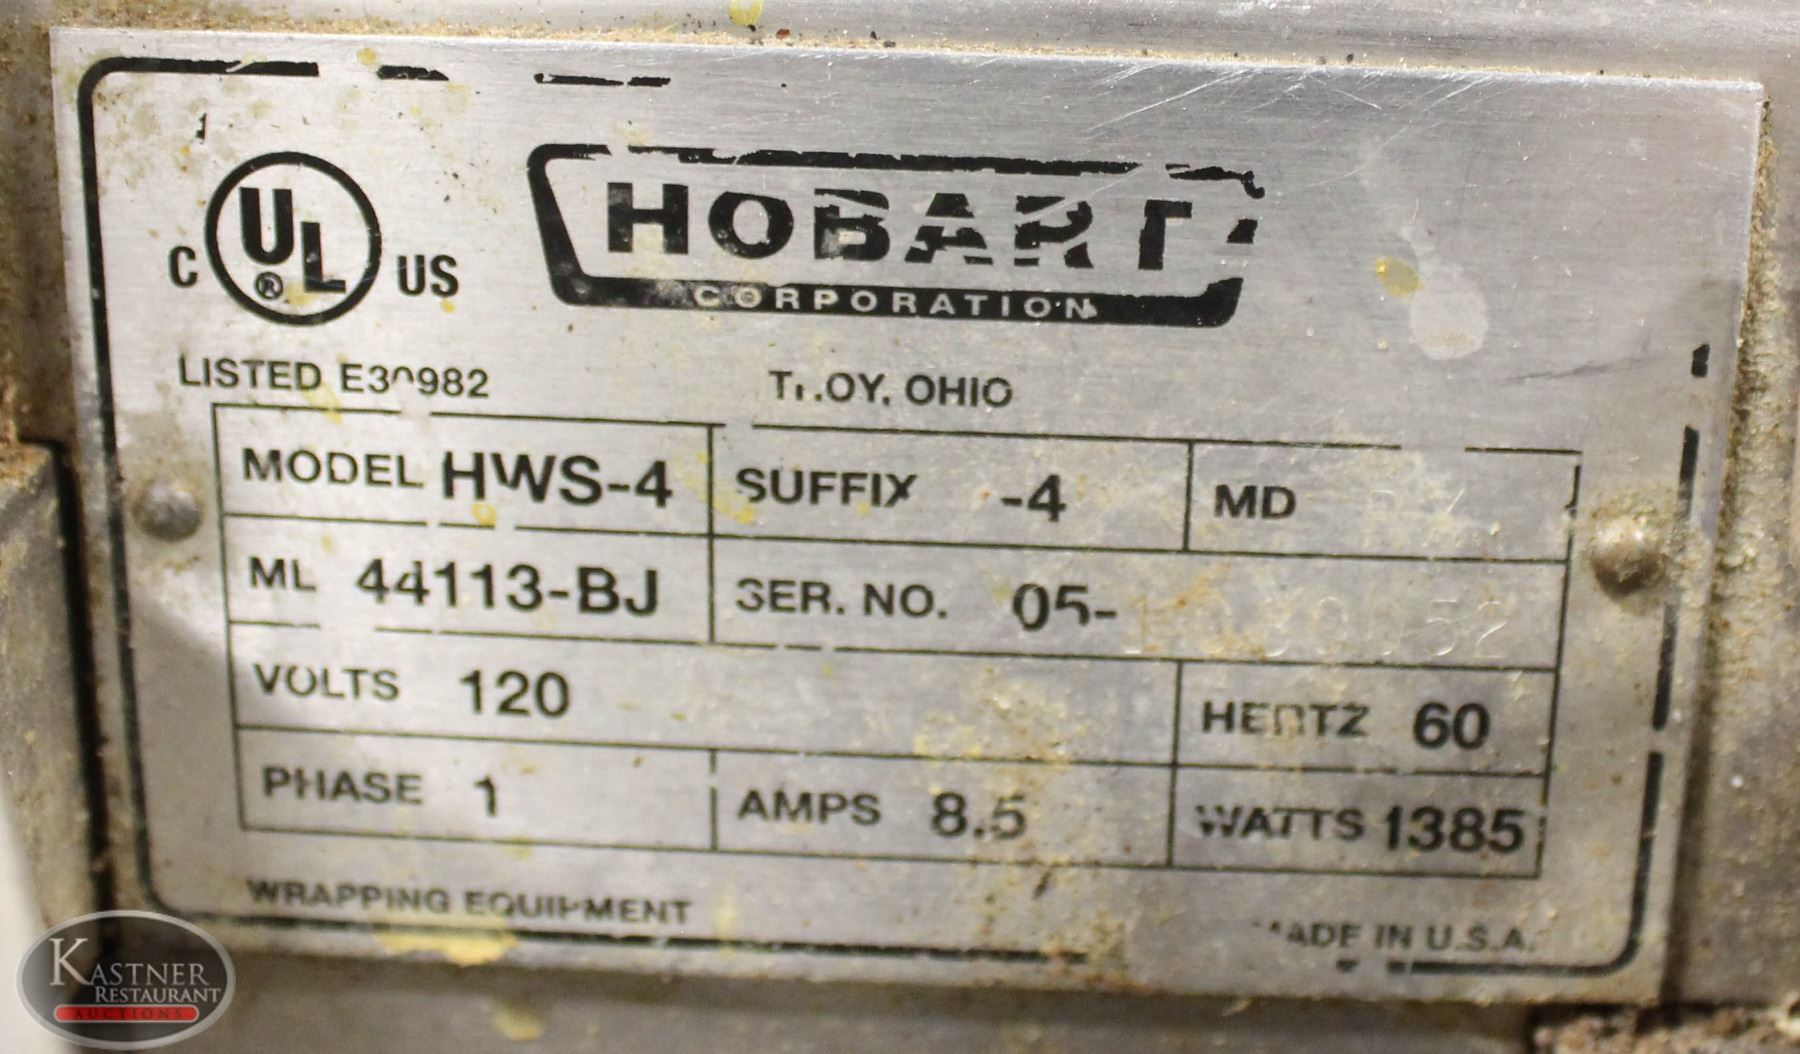 C UL ® US
HOBART
CORPORATION
LISTED E30982
TROY, OHIO
MODEL HWS-4 SUFFIX -4 MD
ML 44113-BJ SER. NO. 05-
VOLTS 120 HERTZ 60
PHASE 1 AMPS 8.5 WATTS 1385
WRAPPING EQUIPMENT
MADE IN U.S.A.
KASTNER
RESTAURANT
AUCTIONS